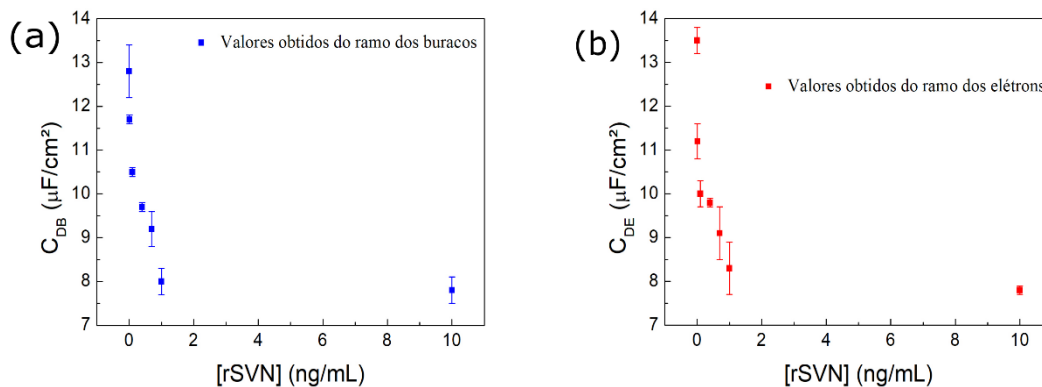 (a)
Valores obtidos do ramo dos buracos
C_DB (µF/cm²)
14
13
12
11
10
9
8
7
0 2 4 6 8 10
[rSVN] (ng/mL)
(b)
Valores obtidos do ramo dos elétrons
C_DE (µF/cm²)
14
13
12
11
10
9
8
7
0 2 4 6 8 10
[rSVN] (ng/mL)